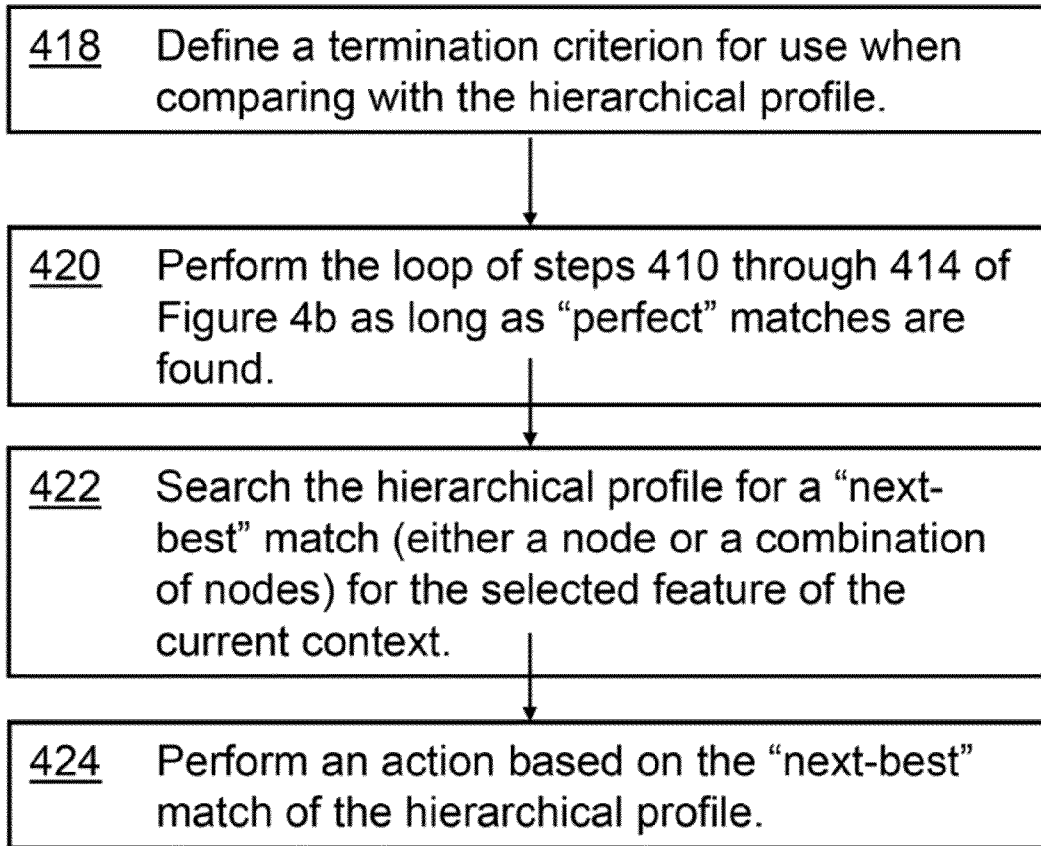 418 Define a termination criterion for use when
comparing with the hierarchical profile.
420 Perform the loop of steps 410 through 414 of
Figure 4b as long as “perfect” matches are
found.
422 Search the hierarchical profile for a “next-
best” match (either a node or a combination
of nodes) for the selected feature of the
current context.
424 Perform an action based on the “next-best”
match of the hierarchical profile.